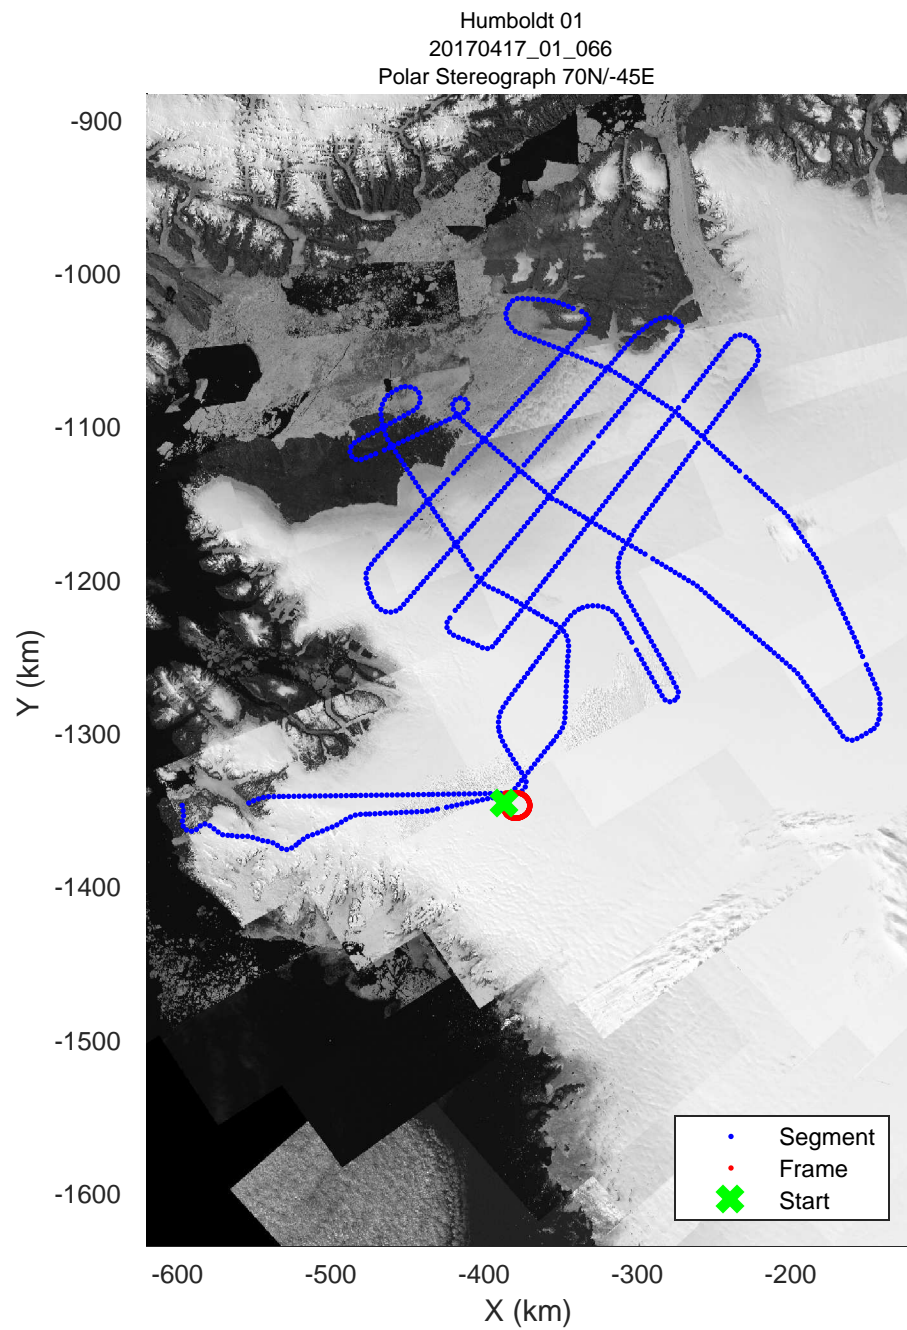 Humboldt 01
20170417_01_066
Polar Stereograph 70N/-45E
-900
-1000
-1100
-1200
-1300
-1400
-1500
-1600
Y (km)
-600 -500 -400 -300 -200
X (km)
Segment
Frame
Start